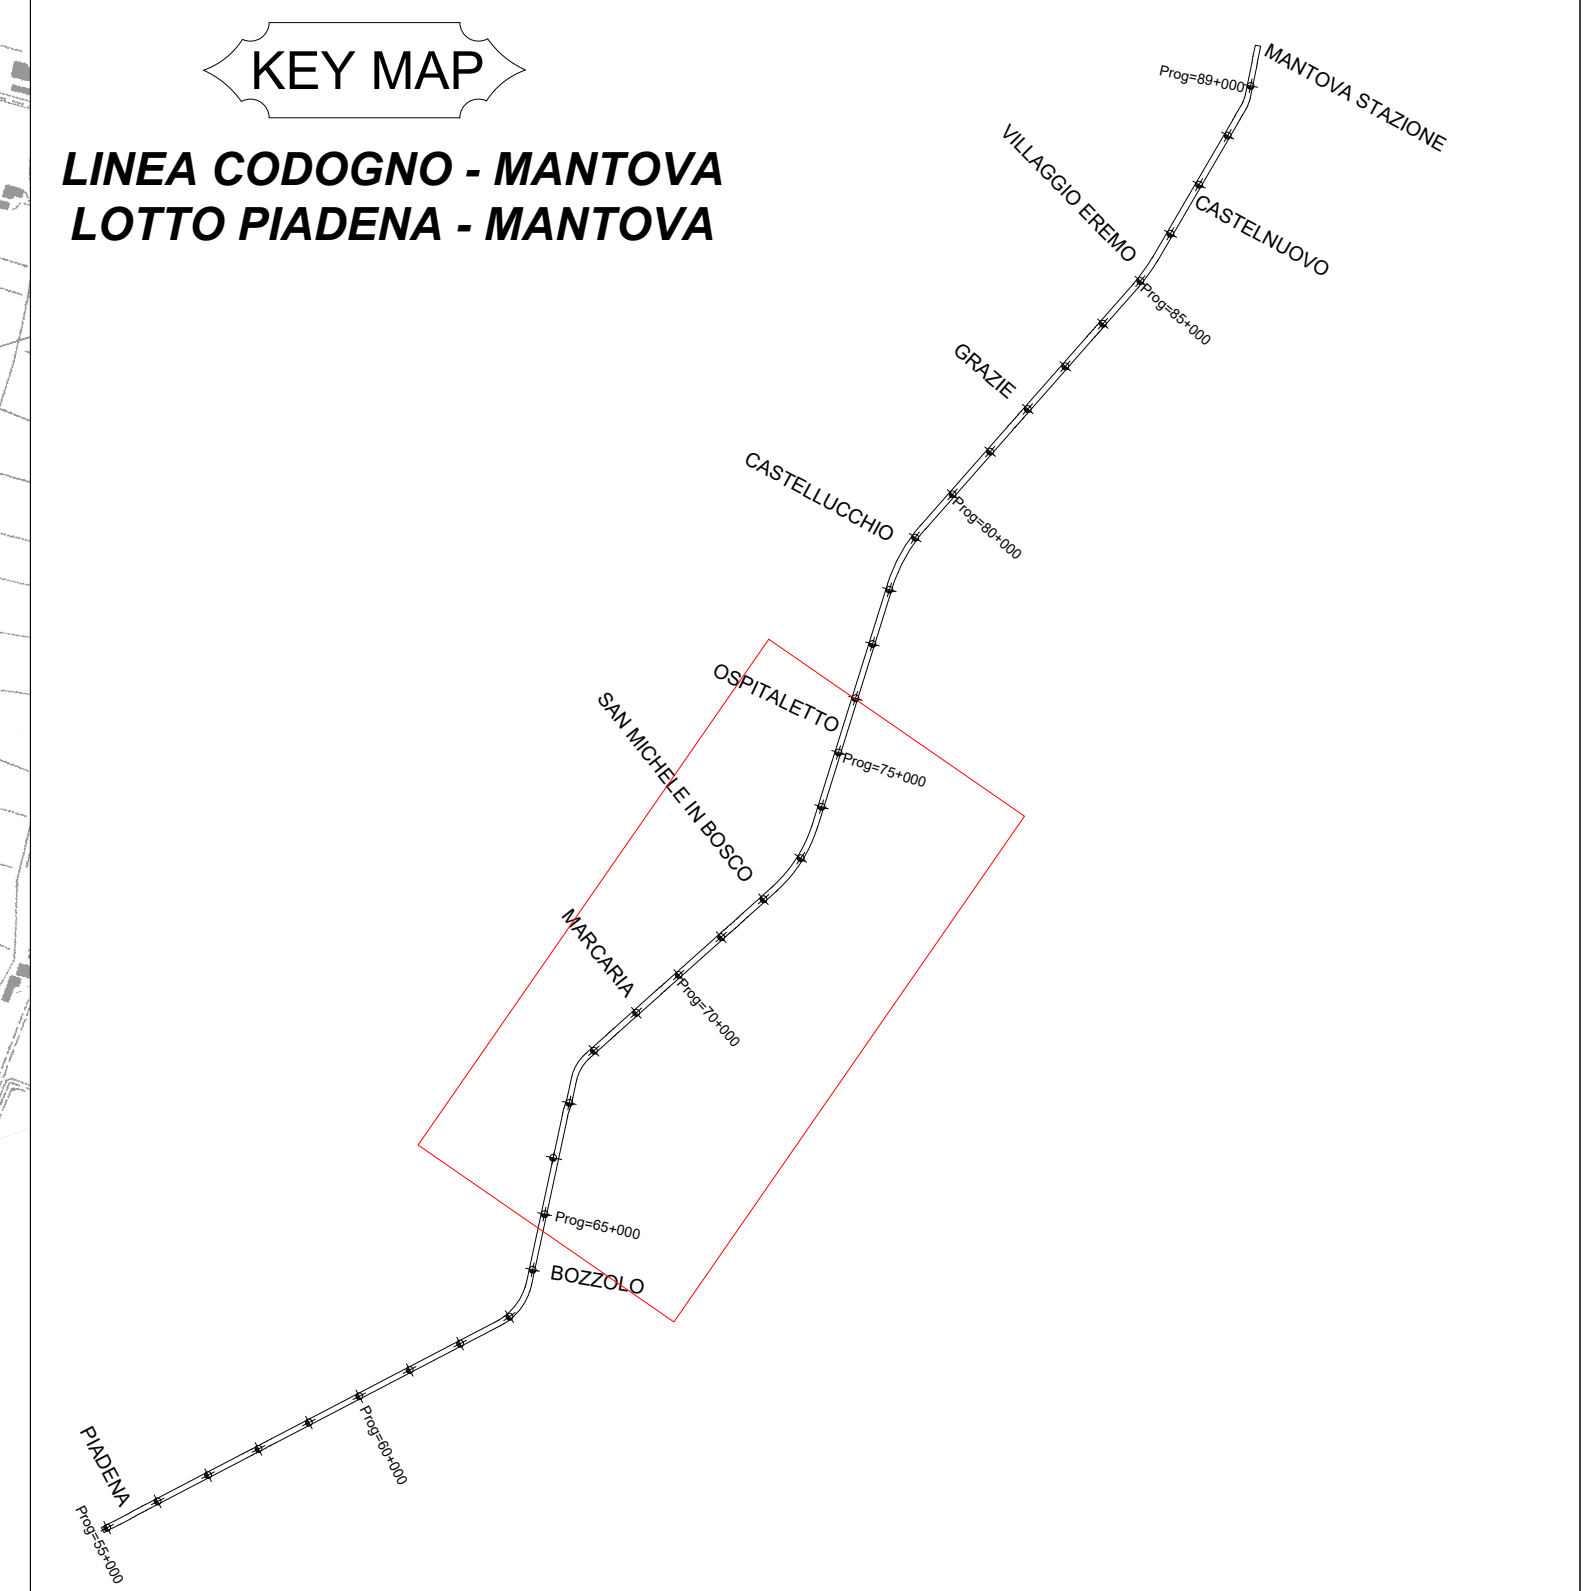 KEY MAP
LINEA CODOGNO - MANTOVA
LOTTO PIADENA - MANTOVA
MANTOVA STAZIONE
Prog=89+000
VILLAGGIO EREMO
CASTELNUOVO
Prog=85+000
GRAZIE
CASTELLUCCHIO
Prog=80+000
OSPITALETTO
SAN MICHELE IN BOSCO
Prog=75+000
MARCARIA
Prog=70+000
Prog=65+000
BOZZOLO
Prog=60+000
PIADENA
Prog=55+000